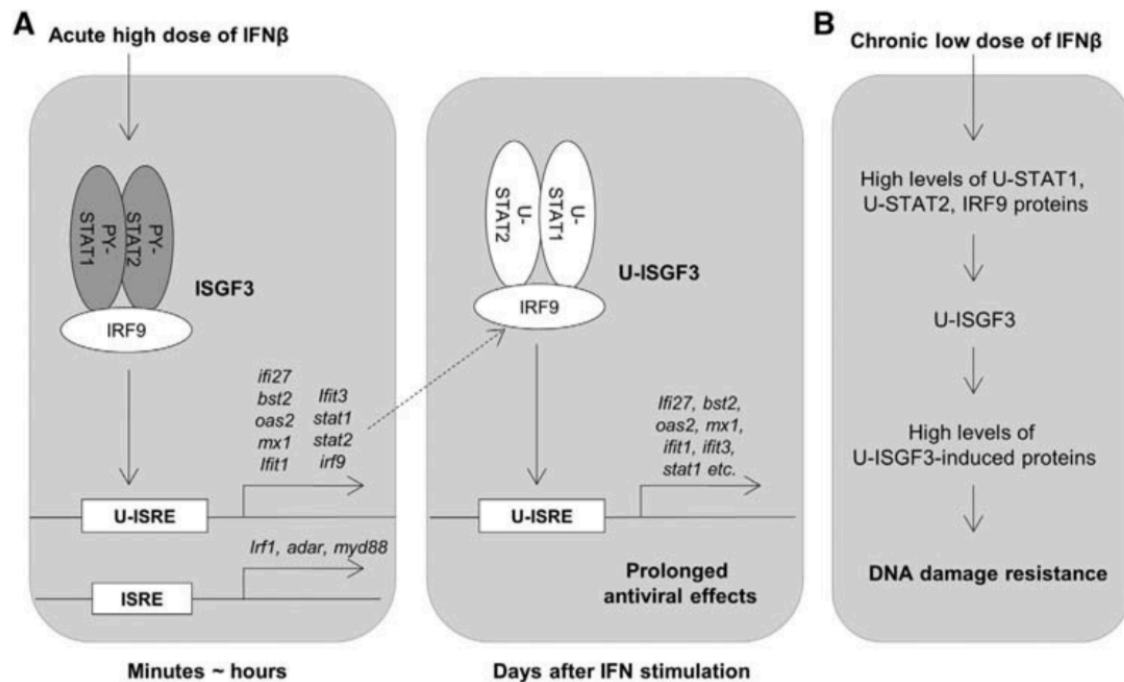 A
Acute high dose of IFNβ
PY-
STAT1
PY-
STAT2
IRF9
ISGF3
ifi27
bst2
oas2
mx1
Ifit1
Ifit3
stat1
stat2
irf9
U-ISRE
Irf1, adar, myd88
ISRE
Minutes ~ hours
U-
STAT2
U-
STAT1
IRF9
U-ISGF3
Ifi27, bst2,
oas2, mx1,
ifit1, ifit3,
stat1 etc.
U-ISRE
Prolonged
antiviral effects
Days after IFN stimulation
B
Chronic low dose of IFNβ
High levels of U-STAT1,
U-STAT2, IRF9 proteins
U-ISGF3
High levels of
U-ISGF3-induced proteins
DNA damage resistance